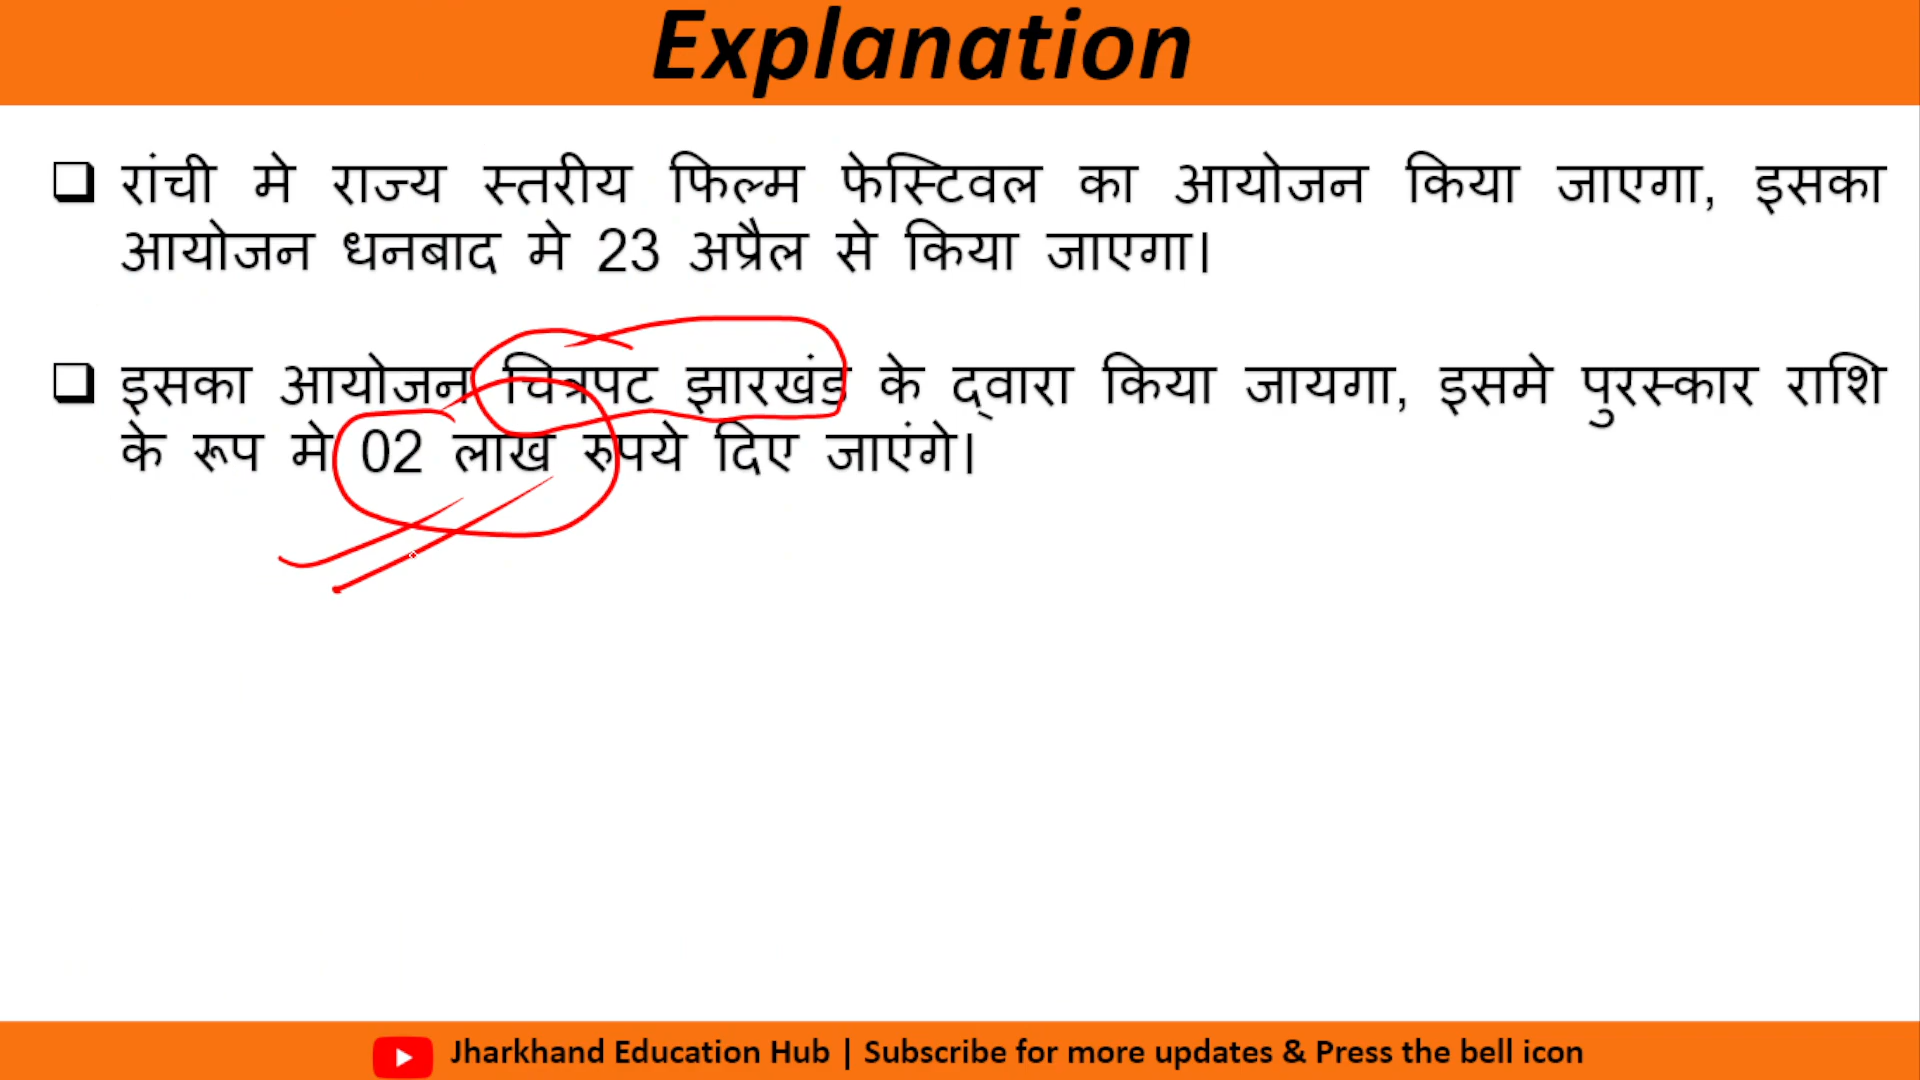 Explanation
रांची मे राज्य स्तरीय फिल्म फेस्टिवल का आयोजन किया जाएगा, इसका
आयोजन धनबाद मे 23 अप्रैल से किया जाएगा।
इसका आयोजन चित्रपट झारखंड के द्वारा किया जायगा, इसमे पुरस्कार राशि
के रूप मे 02 लाख रुपये दिए जाएंगे।
Jharkhand Education Hub | Subscribe for more updates & Press the bell icon